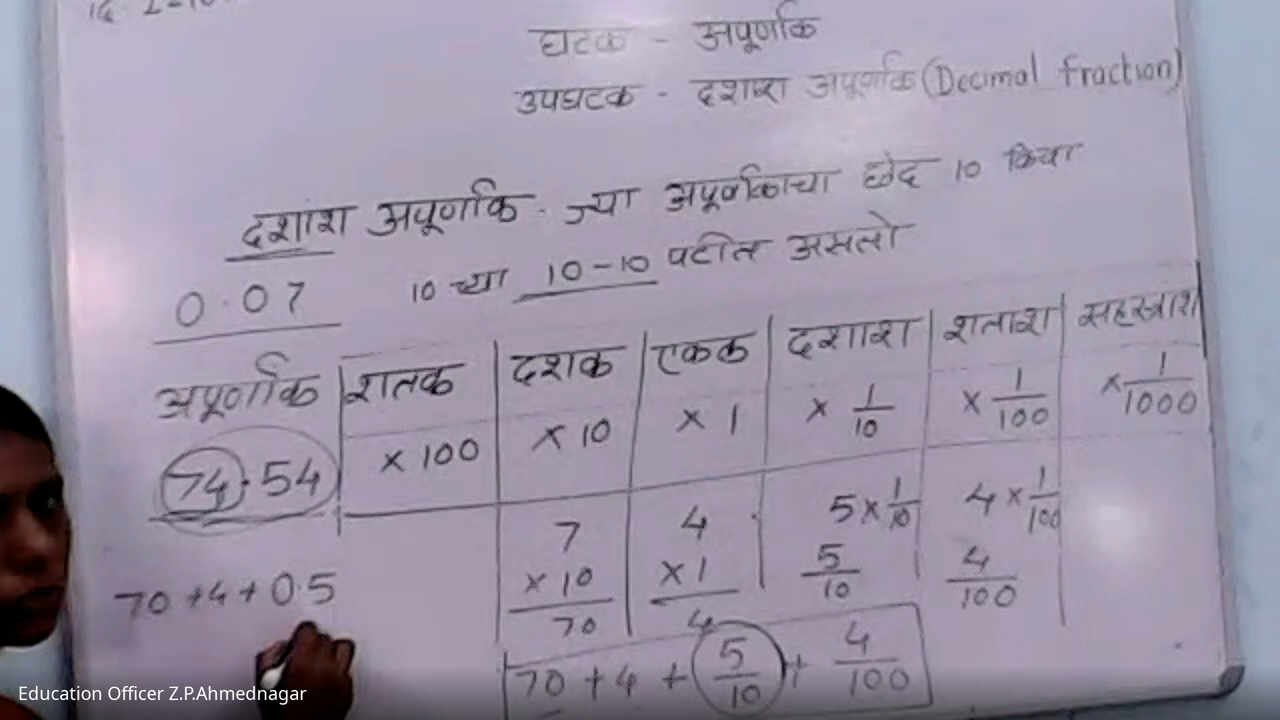 घटक - अपूर्णांक
उपघटक - दशांश अपूर्णांक (Decimal fraction)
दशांश अपूर्णांक - ज्या अपूर्णांकाचा छेद 10 किंवा
10 च्या 10-10 पटीत असतो
0.07
अपूर्णांक शतक दशक एकक दशांश शतांश सहस्त्रांश
×100 ×10 ×1 × 1/10 × 1/100 × 1/1000
74.54
7 4 5 × 1/10 4 × 1/100
×10 ×1 5/10 4/100
70 4
70 + 4 + 0.5
70 + 4 + 5/10 + 4/100
Education Officer Z.P.Ahmednagar